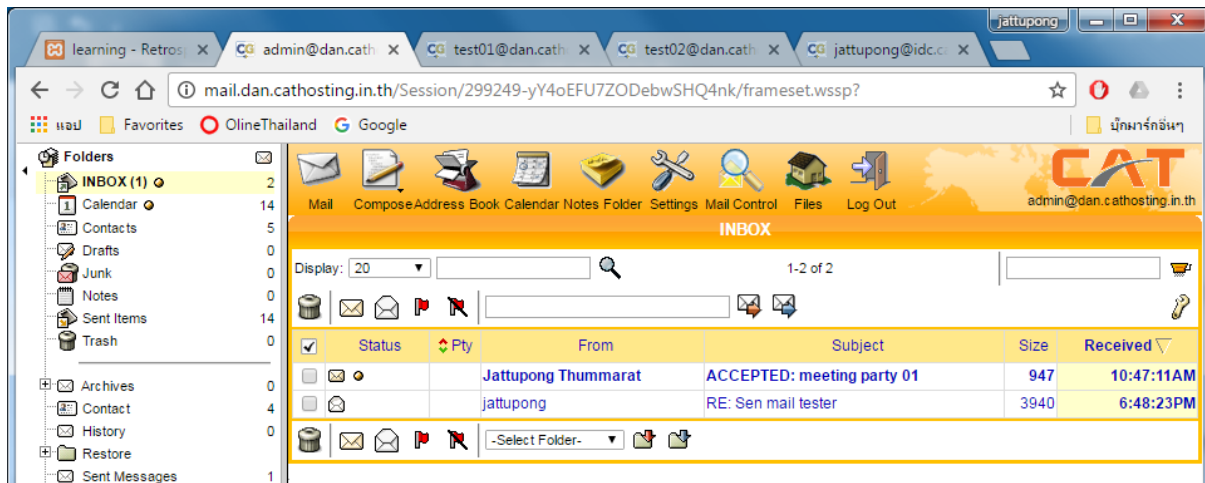 jattupong
learning - Retros
admin@dan.cath
test01@dan.cath
test02@dan.cath
jattupong@idc.c
mail.dan.cathosting.in.th/Session/299249-yY4oEFU7ZODebwSHQ4nk/frameset.wssp?
แอป Favorites OlineThailand Google บุ๊กมาร์กอื่นๆ
Folders
INBOX (1) 2
Calendar 14
Contacts 5
Drafts 0
Junk 0
Notes 0
Sent Items 14
Trash 0
Archives 0
Contact 4
History 0
Restore
Sent Messages 1
Mail Compose Address Book Calendar Notes Folder Settings Mail Control Files Log Out
CAT
admin@dan.cathosting.in.th
INBOX
Display: 20 1-2 of 2
Status Pty From Subject Size Received
Jattupong Thummarat ACCEPTED: meeting party 01 947 10:47:11AM
jattupong RE: Sen mail tester 3940 6:48:23PM
-Select Folder-